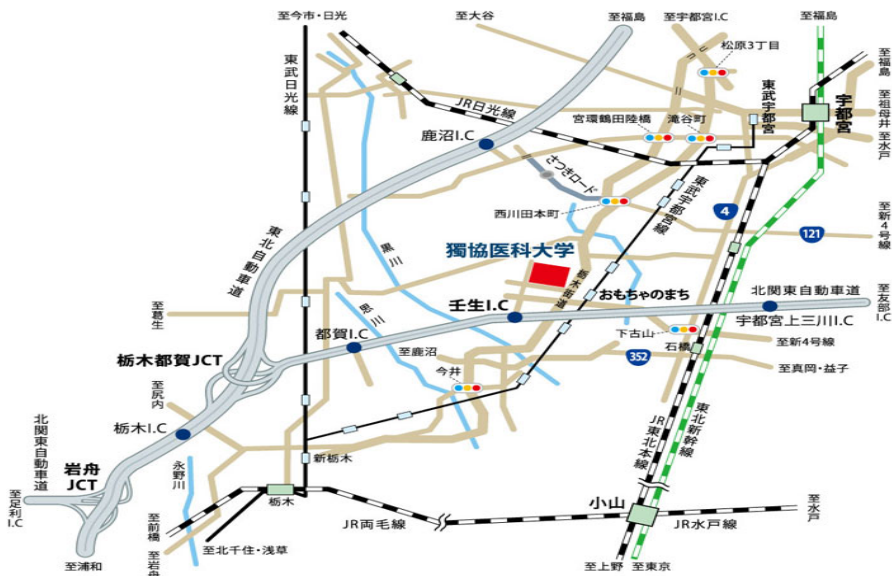 至今市・日光
至大谷
至福島
至宇都宮I.C
至福島
松原3丁目
東武日光線
至福島
JR日光線
東武宇都宮
宇都宮
至祖母井
宮環鶴田陸橋
滝谷町
至水戸
鹿沼I.C
さつきロード
西川田本町
東武宇都宮線
4
121
至新4号線
東北自動車道
黒川
獨協医科大学
栃木街道
おもちゃのまち
北関東自動車道
至友部I.C
至葛生
思川
壬生I.C
宇都宮上三川I.C
都賀I.C
下古山
石橋
至新4号線
栃木都賀JCT
至鹿沼
352
至真岡・益子
今井
至尻内
栃木I.C
北関東自動車道
JR東北本線
東北新幹線
岩舟
JCT
永野川
新栃木
至足利I.C
栃木
小山
至水戸
至前橋
JR両毛線
JR水戸線
至北千住・浅草
至浦和
至岩舟
至上野
至東京